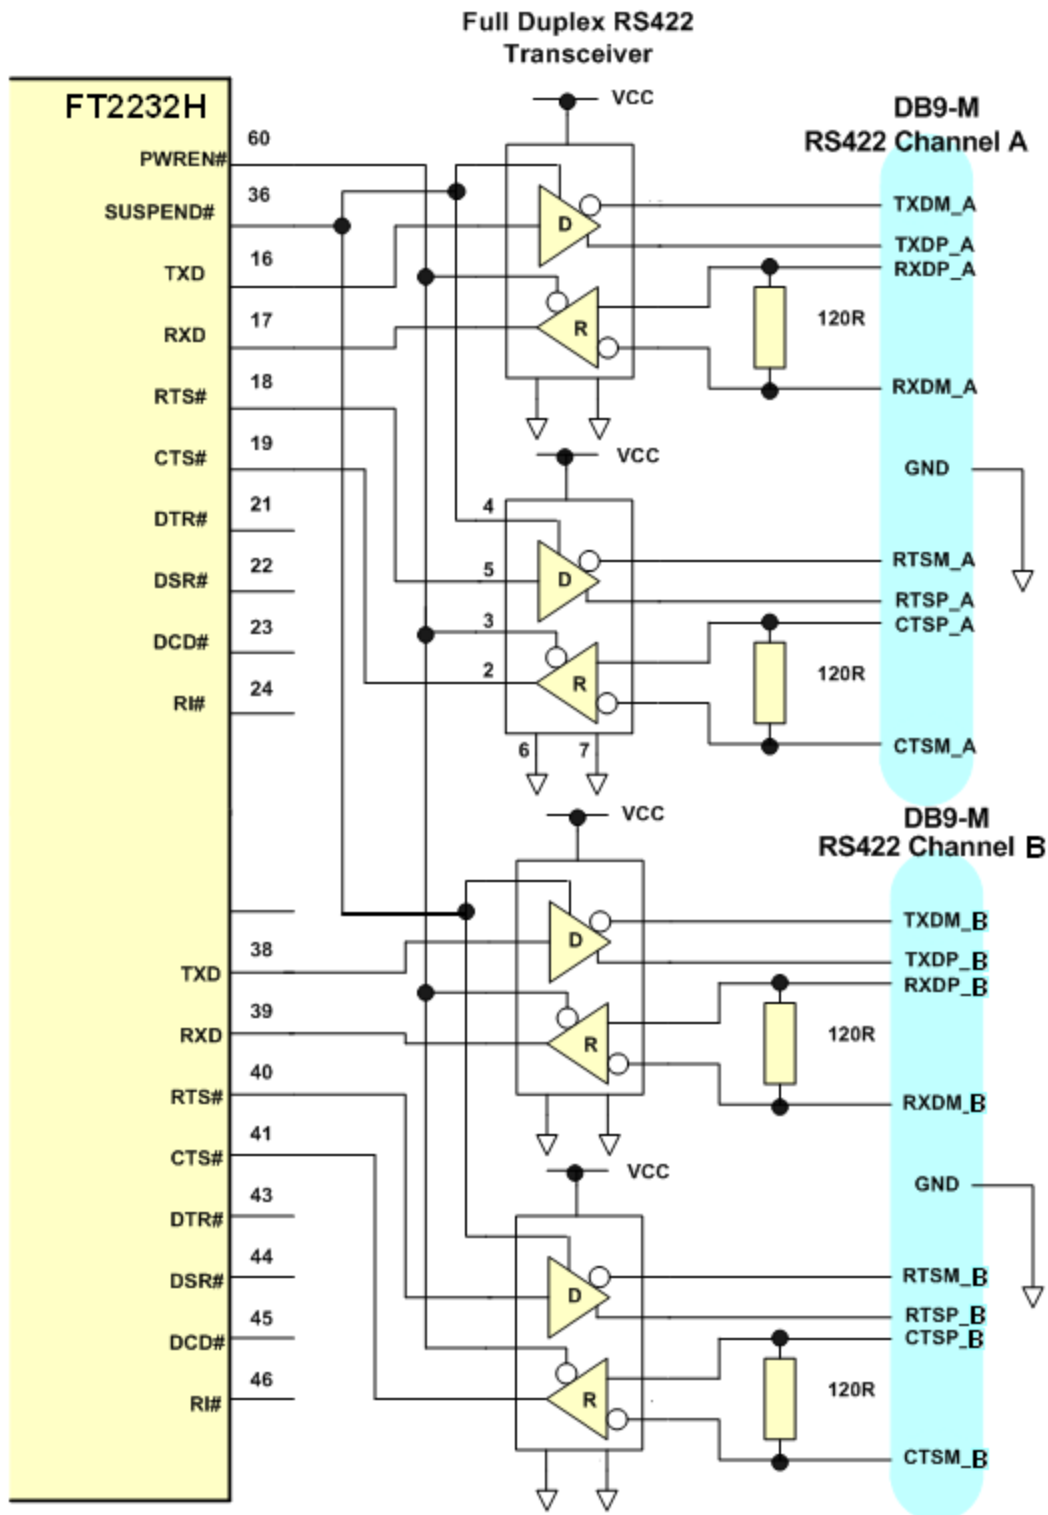 Full Duplex RS422
Transceiver
FT2232H
PWREN#
60
SUSPEND#
36
TXD
16
RXD
17
RTS#
18
CTS#
19
DTR#
21
DSR#
22
DCD#
23
RI#
24
TXD
38
RXD
39
RTS#
40
CTS#
41
DTR#
43
DSR#
44
DCD#
45
RI#
46
VCC
D
R
VCC
4
5
3
2
D
R
6
7
VCC
D
R
VCC
D
R
DB9-M
RS422 Channel A
TXDM_A
TXDP_A
RXDP_A
120R
RXDM_A
GND
RTSM_A
RTSP_A
CTSP_A
120R
CTSM_A
DB9-M
RS422 Channel B
TXDM_B
TXDP_B
RXDP_B
120R
RXDM_B
GND
RTSM_B
RTSP_B
CTSP_B
120R
CTSM_B